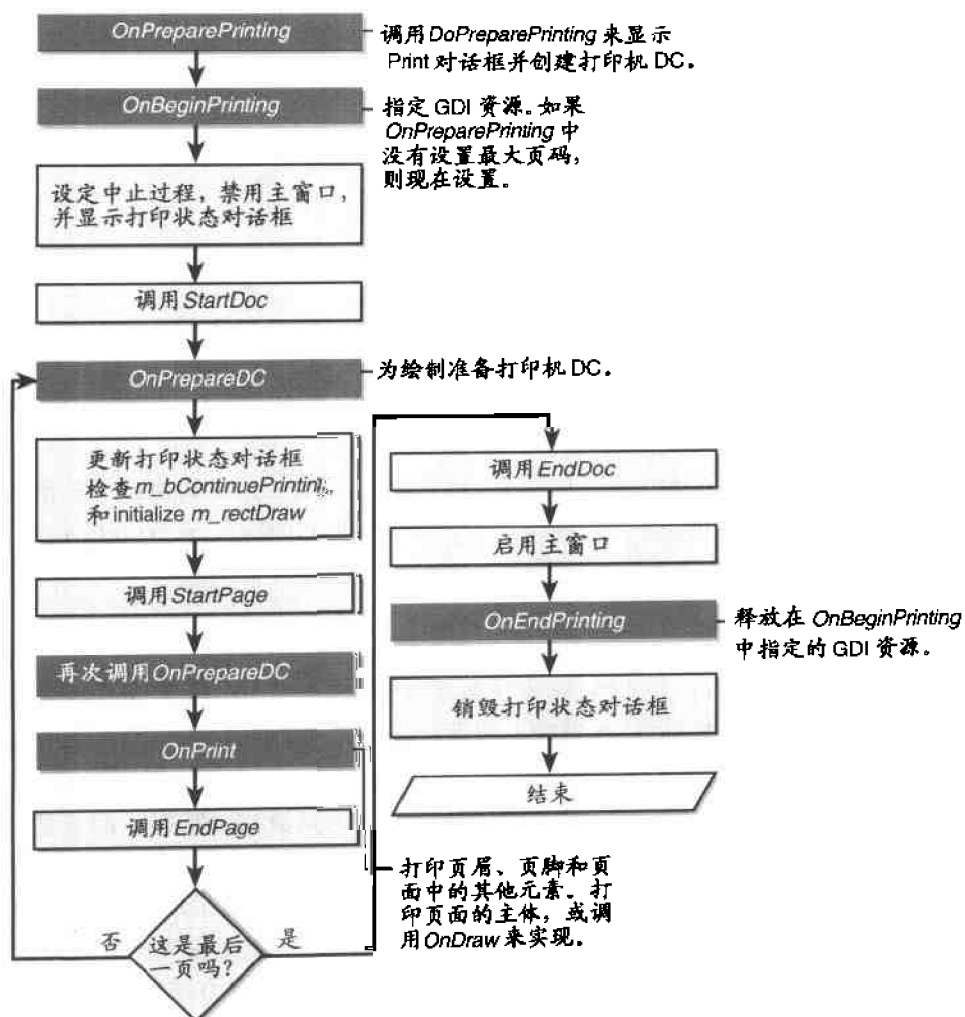 OnPreparePrinting
调用 DoPreparePrinting 来显示
Print 对话框并创建打印机 DC。
OnBeginPrinting
指定 GDI 资源。如果
OnPreparePrinting 中
没有设置最大页码，
则现在设置。
设定中止过程，禁用主窗口，
并显示打印状态对话框
调用 StartDoc
OnPrepareDC
为绘制准备打印机 DC。
更新打印状态对话框
检查 m_bContinuePrinting,
和 initialize m_rectDraw
调用 StartPage
再次调用 OnPrepareDC
OnPrint
调用 EndPage
打印页眉、页脚和页
面中的其他元素。打
印页面的主体，或调
用 OnDraw 来实现。
否
这是最后
一页吗？
是
调用 EndDoc
启用主窗口
OnEndPrinting
释放在 OnBeginPrinting
中指定的 GDI 资源。
销毁打印状态对话框
结束